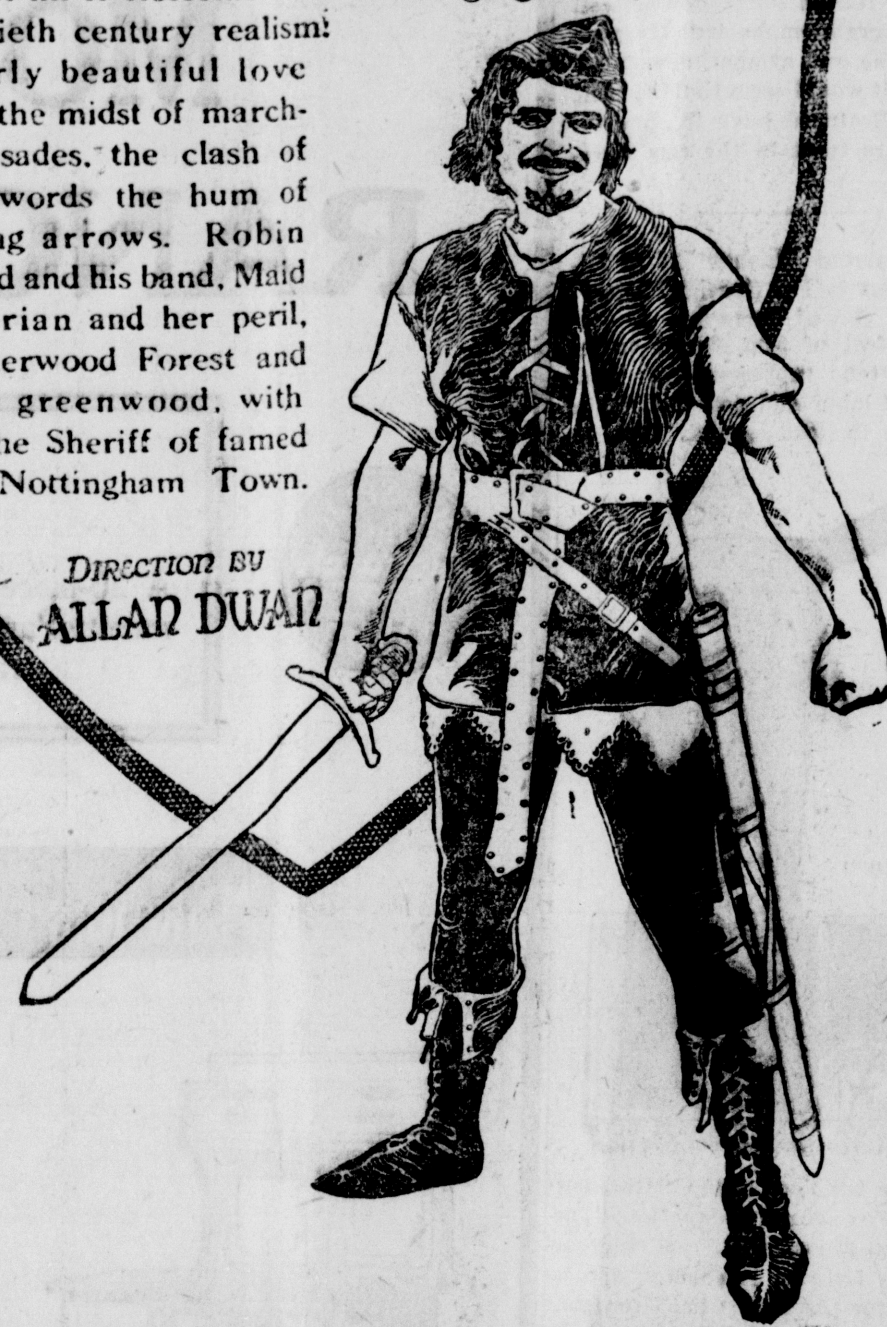 ieth century realism!
rly beautiful love
the midst of march-
sades, the clash of
words the hum of
ng arrows. Robin
d and his band, Maid
rian and her peril,
erwood Forest and
greenwood, with
ne Sheriff of famed
Nottingham Town.
DIRECTION BY
ALLAN DWAN